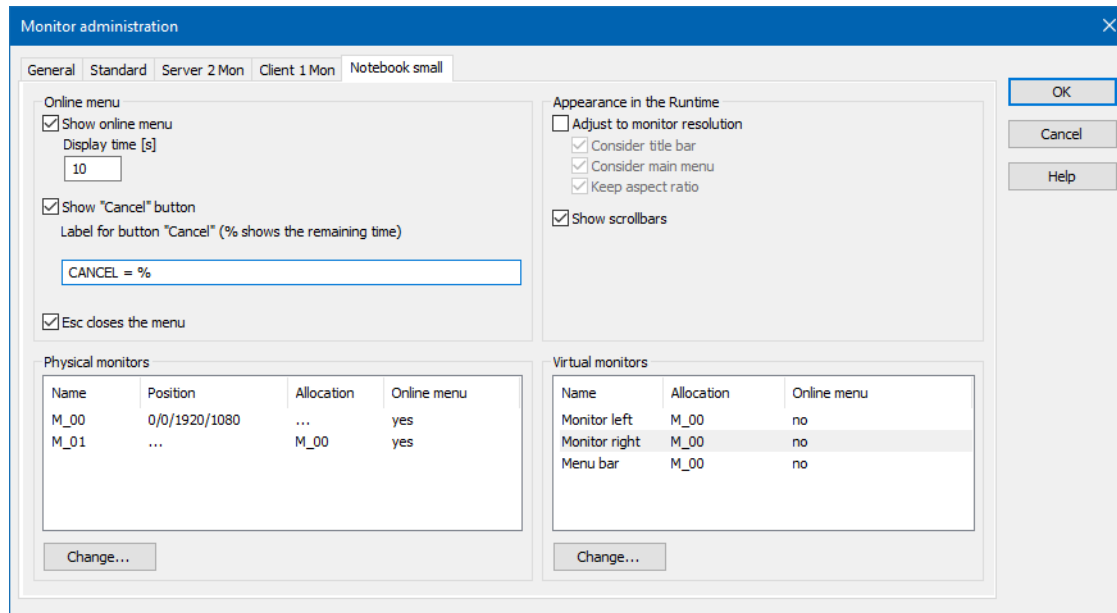 Monitor administration
General Standard Server 2 Mon Client 1 Mon Notebook small
Online menu
Show online menu
Display time [s]
10
Show "Cancel" button
Label for button "Cancel" (% shows the remaining time)
CANCEL = %
Esc closes the menu
Appearance in the Runtime
Adjust to monitor resolution
Consider title bar
Consider main menu
Keep aspect ratio
Show scrollbars
OK
Cancel
Help
Physical monitors
Name Position Allocation Online menu
M_00 0/0/1920/1080 ... yes
M_01 ... M_00 yes
Change...
Virtual monitors
Name Allocation Online menu
Monitor left M_00 no
Monitor right M_00 no
Menu bar M_00 no
Change...